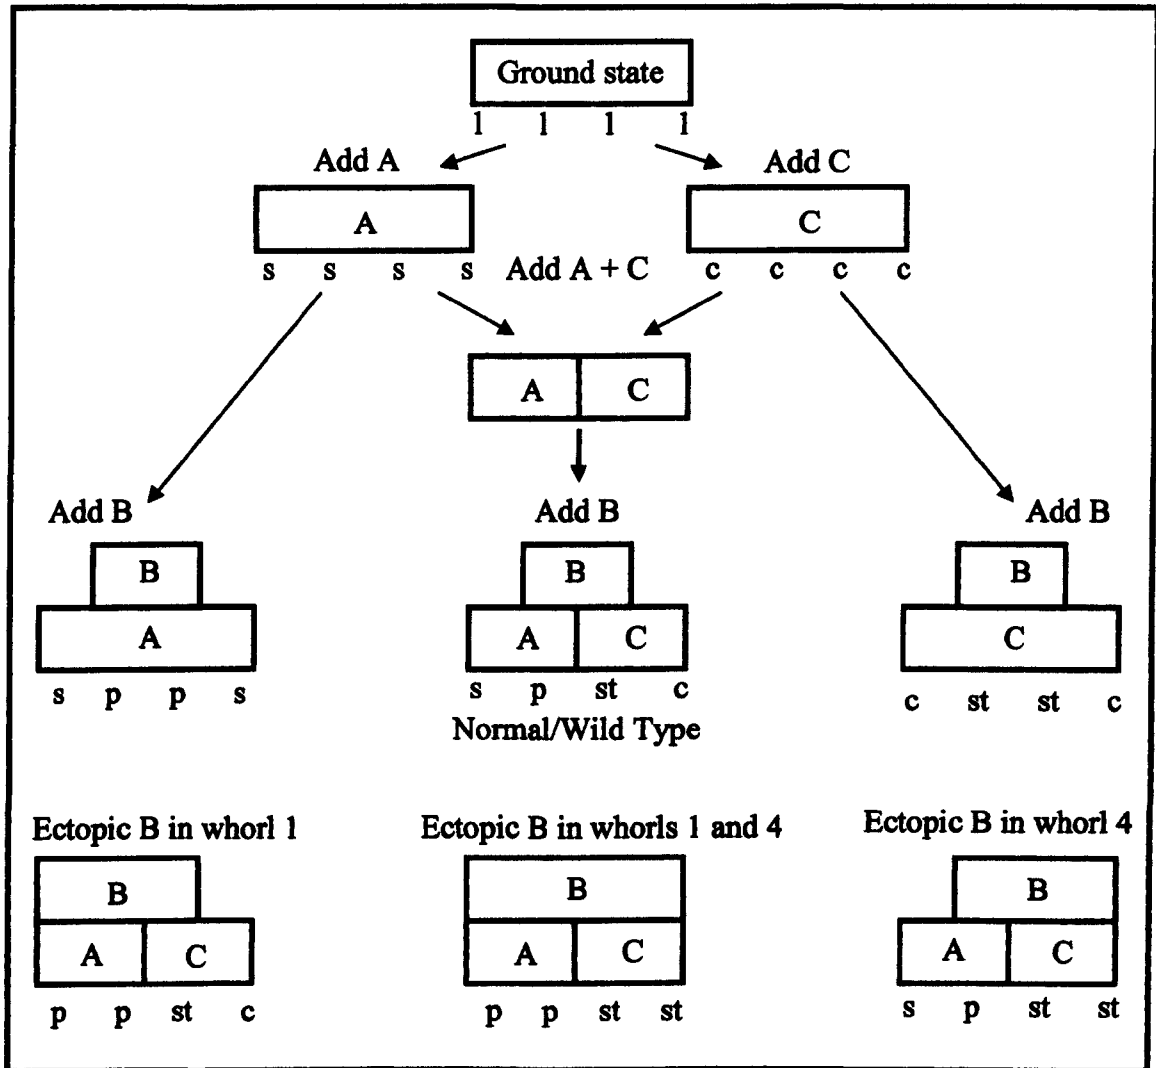 Ground state
l l l l
Add A Add C
A C
s s s s Add A + C c c c c
A C
Add B Add B Add B
B B B
A A C C
s p p s s p st c c st st c
Normal/Wild Type
Ectopic B in whorl 1 Ectopic B in whorls 1 and 4 Ectopic B in whorl 4
B B B
A C A C A C
p p st c p p st st s p st st